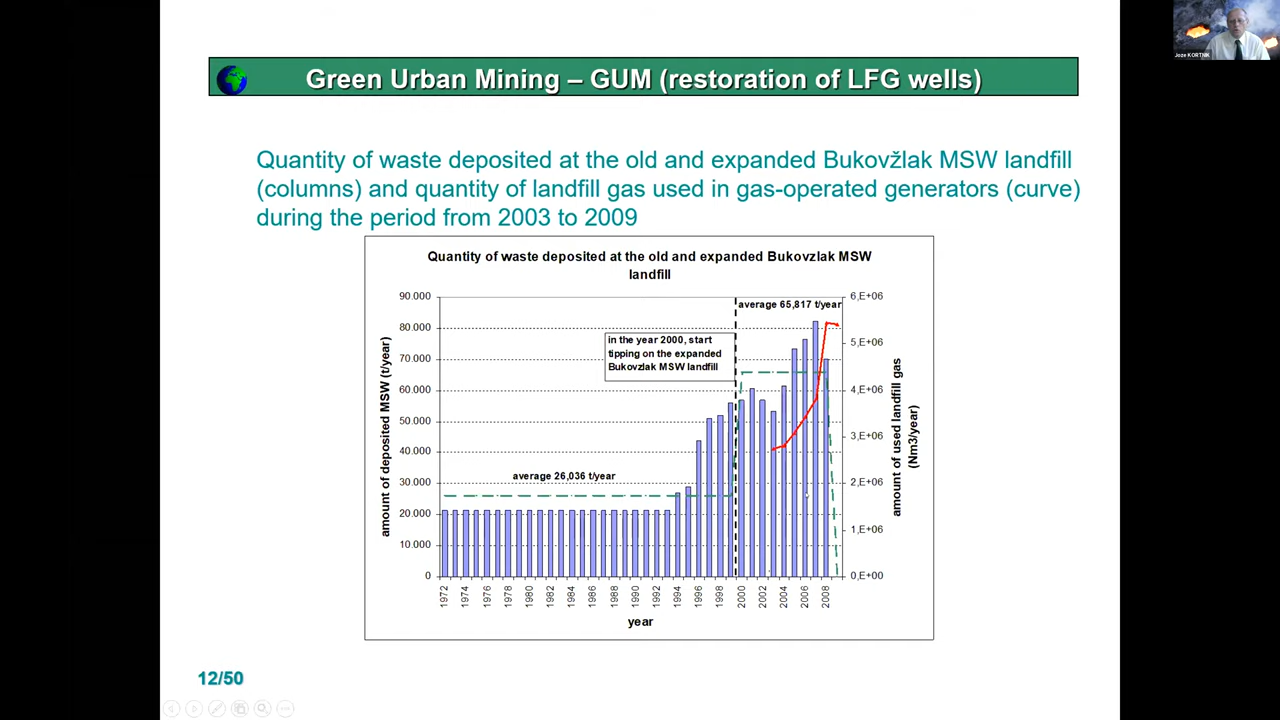 Joze KORTNIK
Green Urban Mining – GUM (restoration of LFG wells)
Quantity of waste deposited at the old and expanded Bukovžlak MSW landfill
(columns) and quantity of landfill gas used in gas-operated generators (curve)
during the period from 2003 to 2009
Quantity of waste deposited at the old and expanded Bukovzlak MSW
landfill
amount of deposited MSW (t/year)
90.000
80.000
70.000
60.000
50.000
40.000
30.000
20.000
10.000
0
average 26,036 t/year
in the year 2000, start
tipping on the expanded
Bukovzlak MSW landfill
average 65,817 t/year
6,E+06
5,E+06
4,E+06
3,E+06
2,E+06
1,E+06
0,E+00
amount of used landfill gas
(Nm3/year)
1972
1974
1976
1978
1980
1982
1984
1986
1988
1990
1992
1994
1996
1998
2000
2002
2004
2006
2008
year
12/50